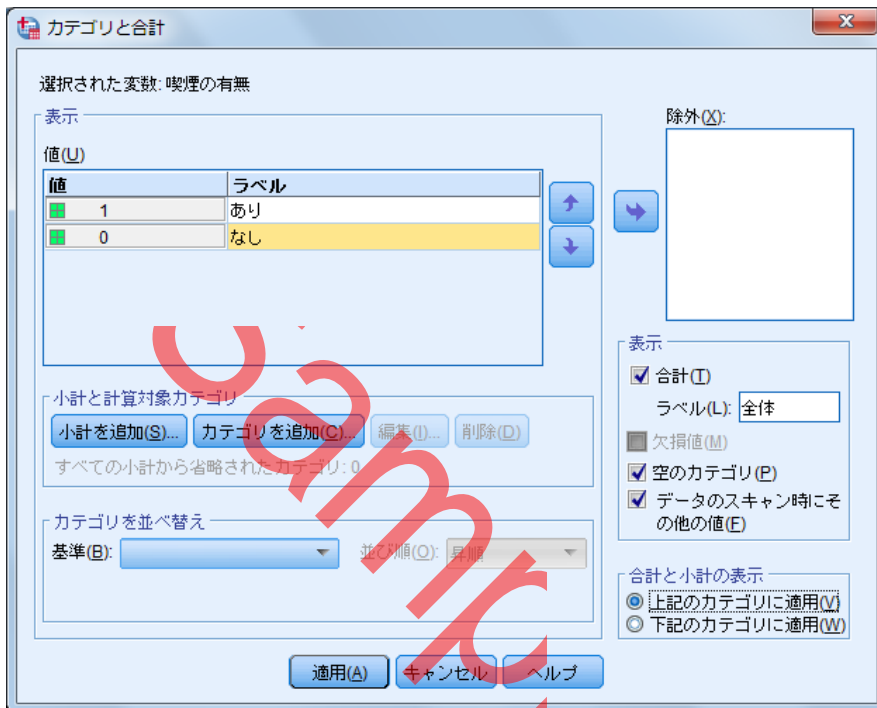 カテゴリと合計
選択された変数: 喫煙の有無
表示
値(U)
値 ラベル
1 あり
0 なし
除外(X):
小計と計算対象カテゴリ
小計を追加(S)... カテゴリを追加(C)... 編集(I)... 削除(D)
すべての小計から省略されたカテゴリ: 0
カテゴリを並べ替え
基準(B): 並び順(O): 昇順
表示
合計(T)
ラベル(L): 全体
欠損値(M)
空のカテゴリ(P)
データのスキャン時にそ
の他の値(F)
合計と小計の表示
上記のカテゴリに適用(V)
下記のカテゴリに適用(W)
適用(A) キャンセル ヘルプ
Samp